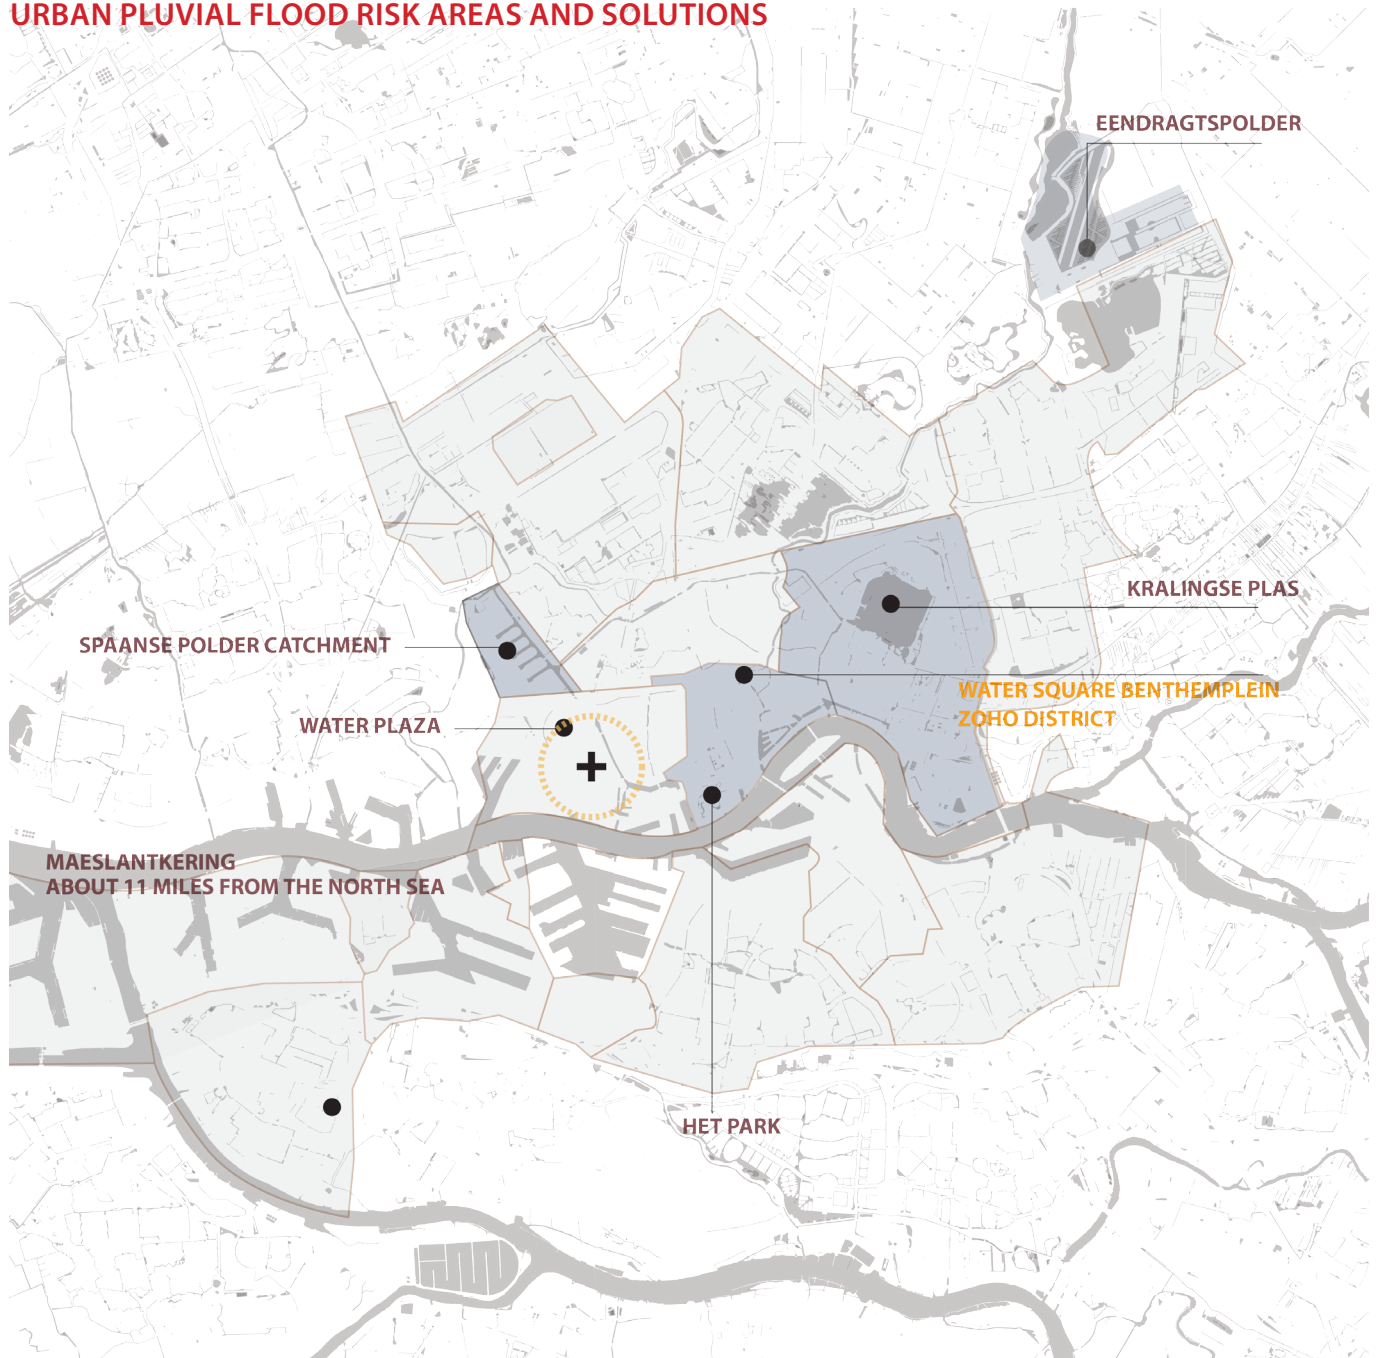 URBAN PLUVIAL FLOOD RISK AREAS AND SOLUTIONS
EENDRAGTSPOLDER
KRALINGSE PLAS
SPAANSE POLDER CATCHMENT
WATER SQUARE BENTHEMPLEIN
ZOHO DISTRICT
WATER PLAZA
MAESLANTKERING
ABOUT 11 MILES FROM THE NORTH SEA
HET PARK